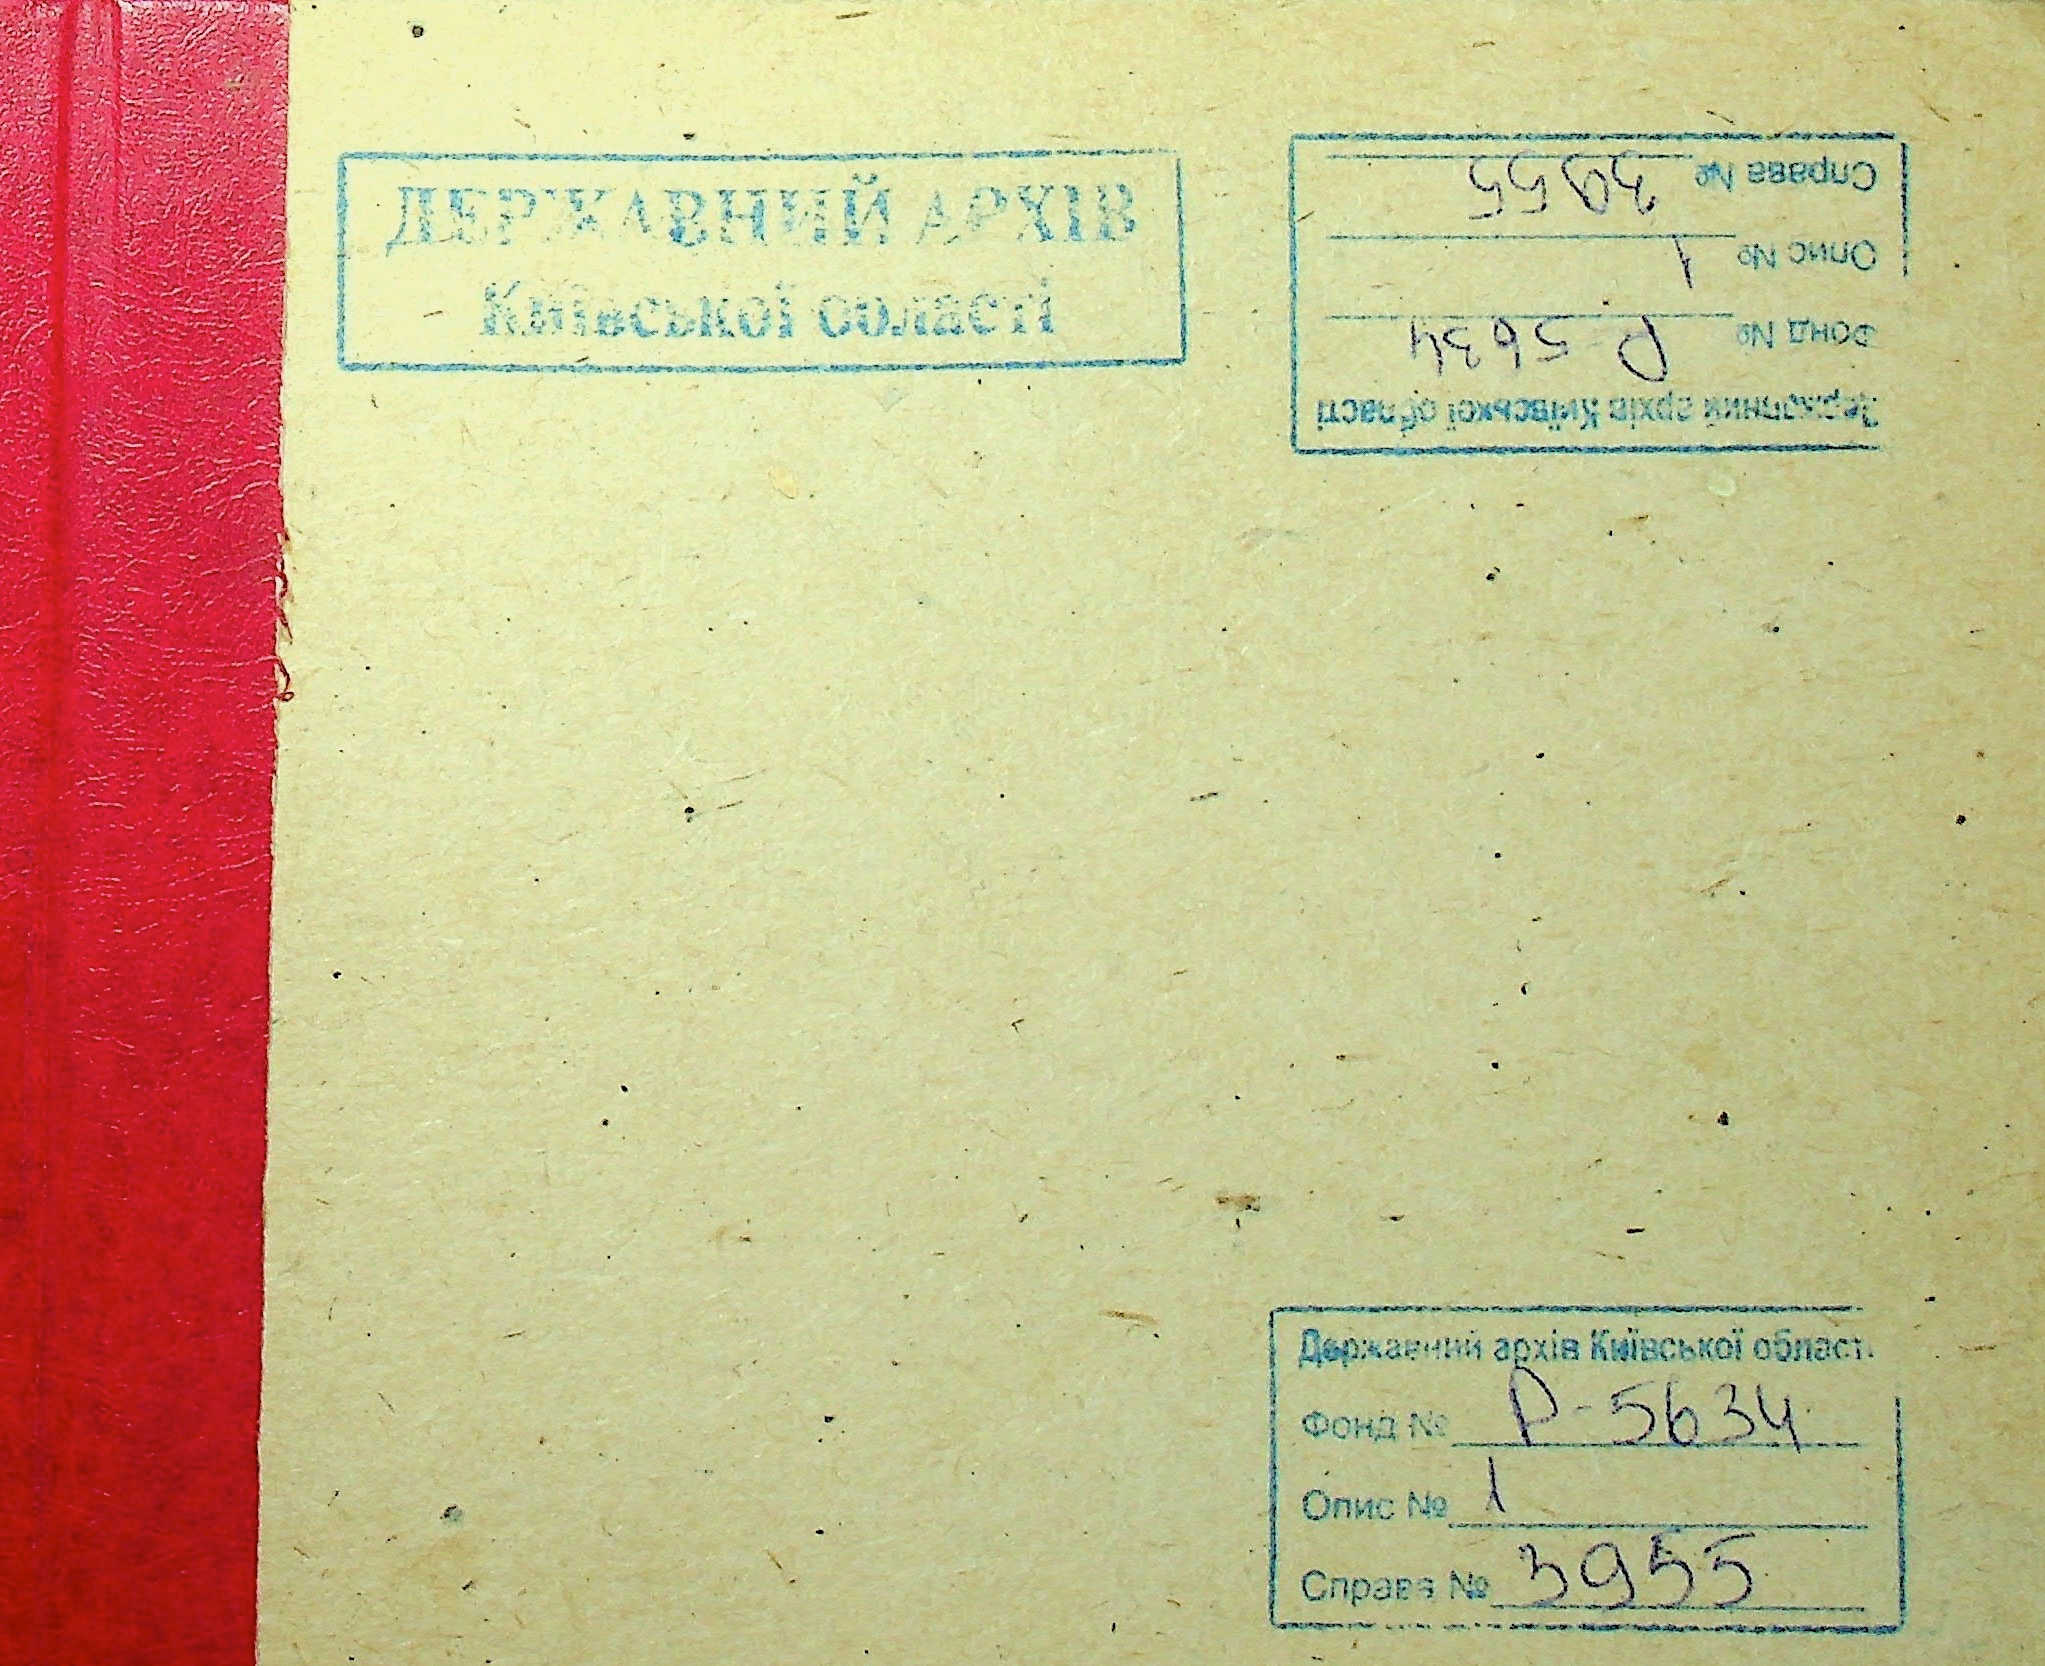 ДЕРЖАВНИЙ АРХІВ
Київської області
Справа № 3955
Опис № 1
Фонд № Р-5634
Державний архів Київської області
Державний архів Київської област.
Фонд № Р-5634
Опис № 1
Справа № 3955